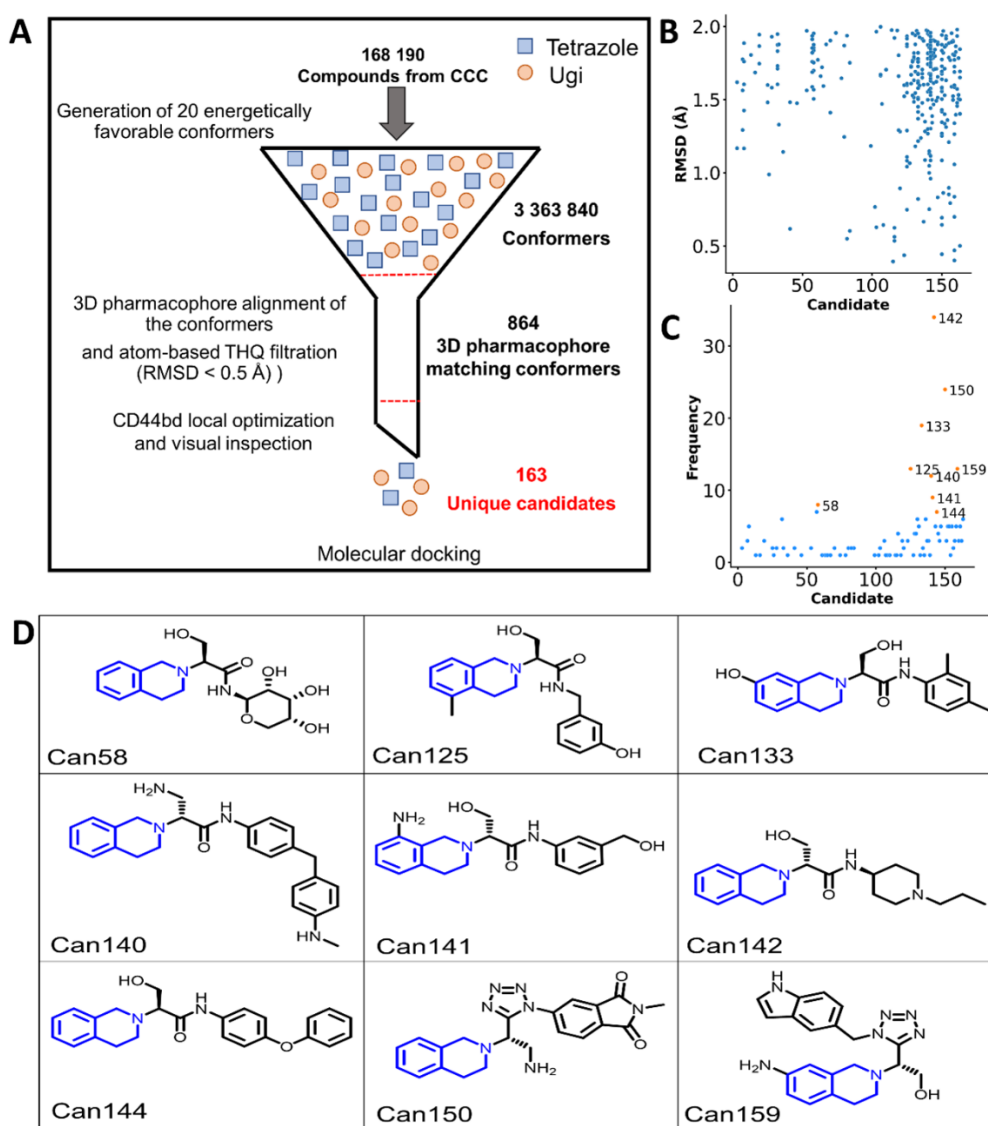 A
168 190
Compounds from CCC
Tetrazole
Ugi
Generation of 20 energetically
favorable conformers
3 363 840
Conformers
3D pharmacophore alignment of
the conformers
and atom-based THQ filtration
(RMSD < 0.5 Å) )
864
3D pharmacophore
matching conformers
CD44bd local optimization
and visual inspection
163
Unique candidates
Molecular docking
B
2.0
1.5
1.0
0.5
RMSD (Å)
0
50
100
150
Candidate
C
30
20
10
0
Frequency
142
150
133
125
159
140
141
144
58
0
50
100
150
Candidate
D
HO
N
O
N
H
OH
OH
O
OH
Can58
HO
N
O
NH
OH
Can125
HO
OH
N
O
H
N
Can133
H₂N
N
O
H
N
N
H
Can140
NH₂
HO
N
O
H
N
OH
Can141
HO
N
O
H
N
N
Can142
HO
N
O
H
N
O
Can144
N=N
N
N
O
N
O
N
NH₂
Can150
H
N
N
N
N
N
H₂N
N
OH
Can159